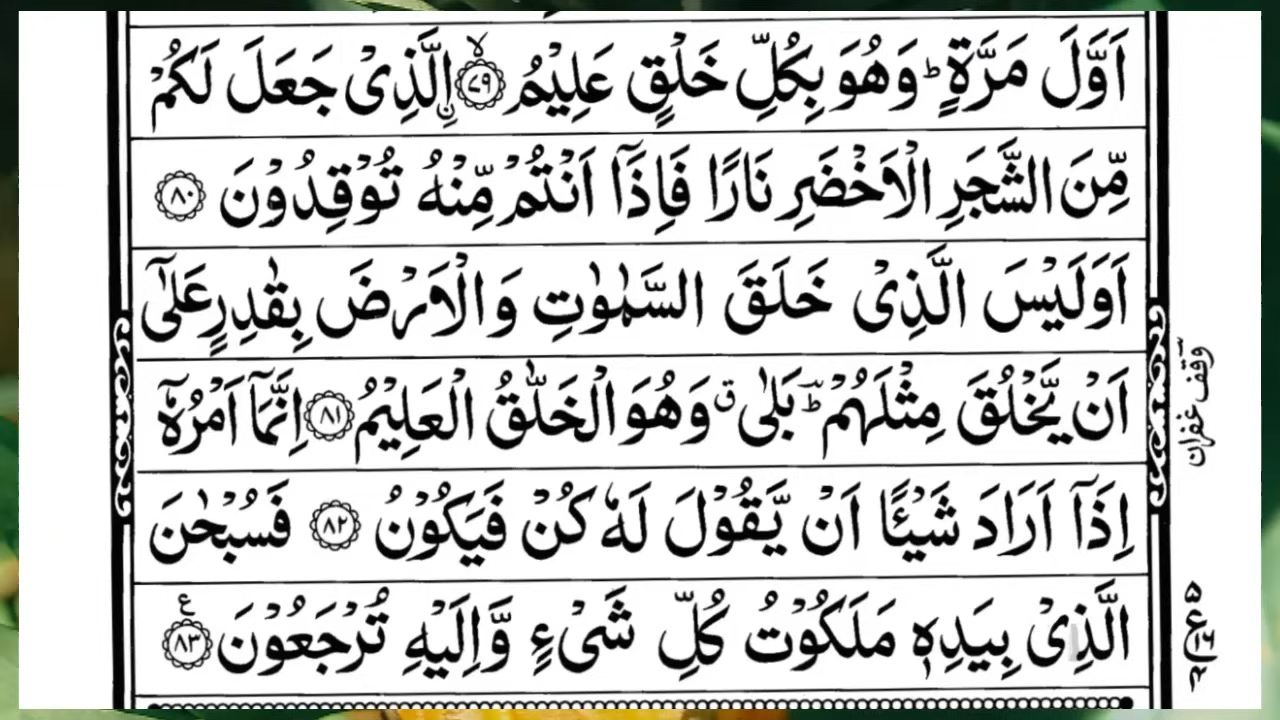 اَوَّلَ مَرَّةٍ ؕ وَهُوَ بِكُلِّ خَلْقٍ عَلِيْمُ ۙ﴿۷۹﴾ اۨلَّذِیْ جَعَلَ لَكُمْ
مِّنَ الشَّجَرِ الْاَخْضَرِ نَارًا فَاِذَاۤ اَنْتُمْ مِّنْهُ تُوْقِدُوْنَ ﴿۸۰﴾
اَوَلَيْسَ الَّذِیْ خَلَقَ السَّمٰوٰتِ وَالْاَرْضَ بِقٰدِرٍ عَلٰۤی
اَنْ يَّخْلُقَ مِثْلَهُمْ ؕ بَلٰی ۗ وَهُوَ الْخَلّٰقُ الْعَلِيْمُ ﴿۸۱﴾ اِنَّمَاۤ اَمْرُهٗۤ
اِذَاۤ اَرَادَ شَيْـًٔا اَنْ يَّقُوْلَ لَهٗ كُنْ فَيَكُوْنُ ﴿۸۲﴾ فَسُبْحٰنَ
الَّذِیْ بِيَدِهٖ مَلَكُوْتُ كُلِّ شَیْءٍ وَّاِلَيْهِ تُرْجَعُوْنَ ﴿۸۳﴾ ع
وقف غفران